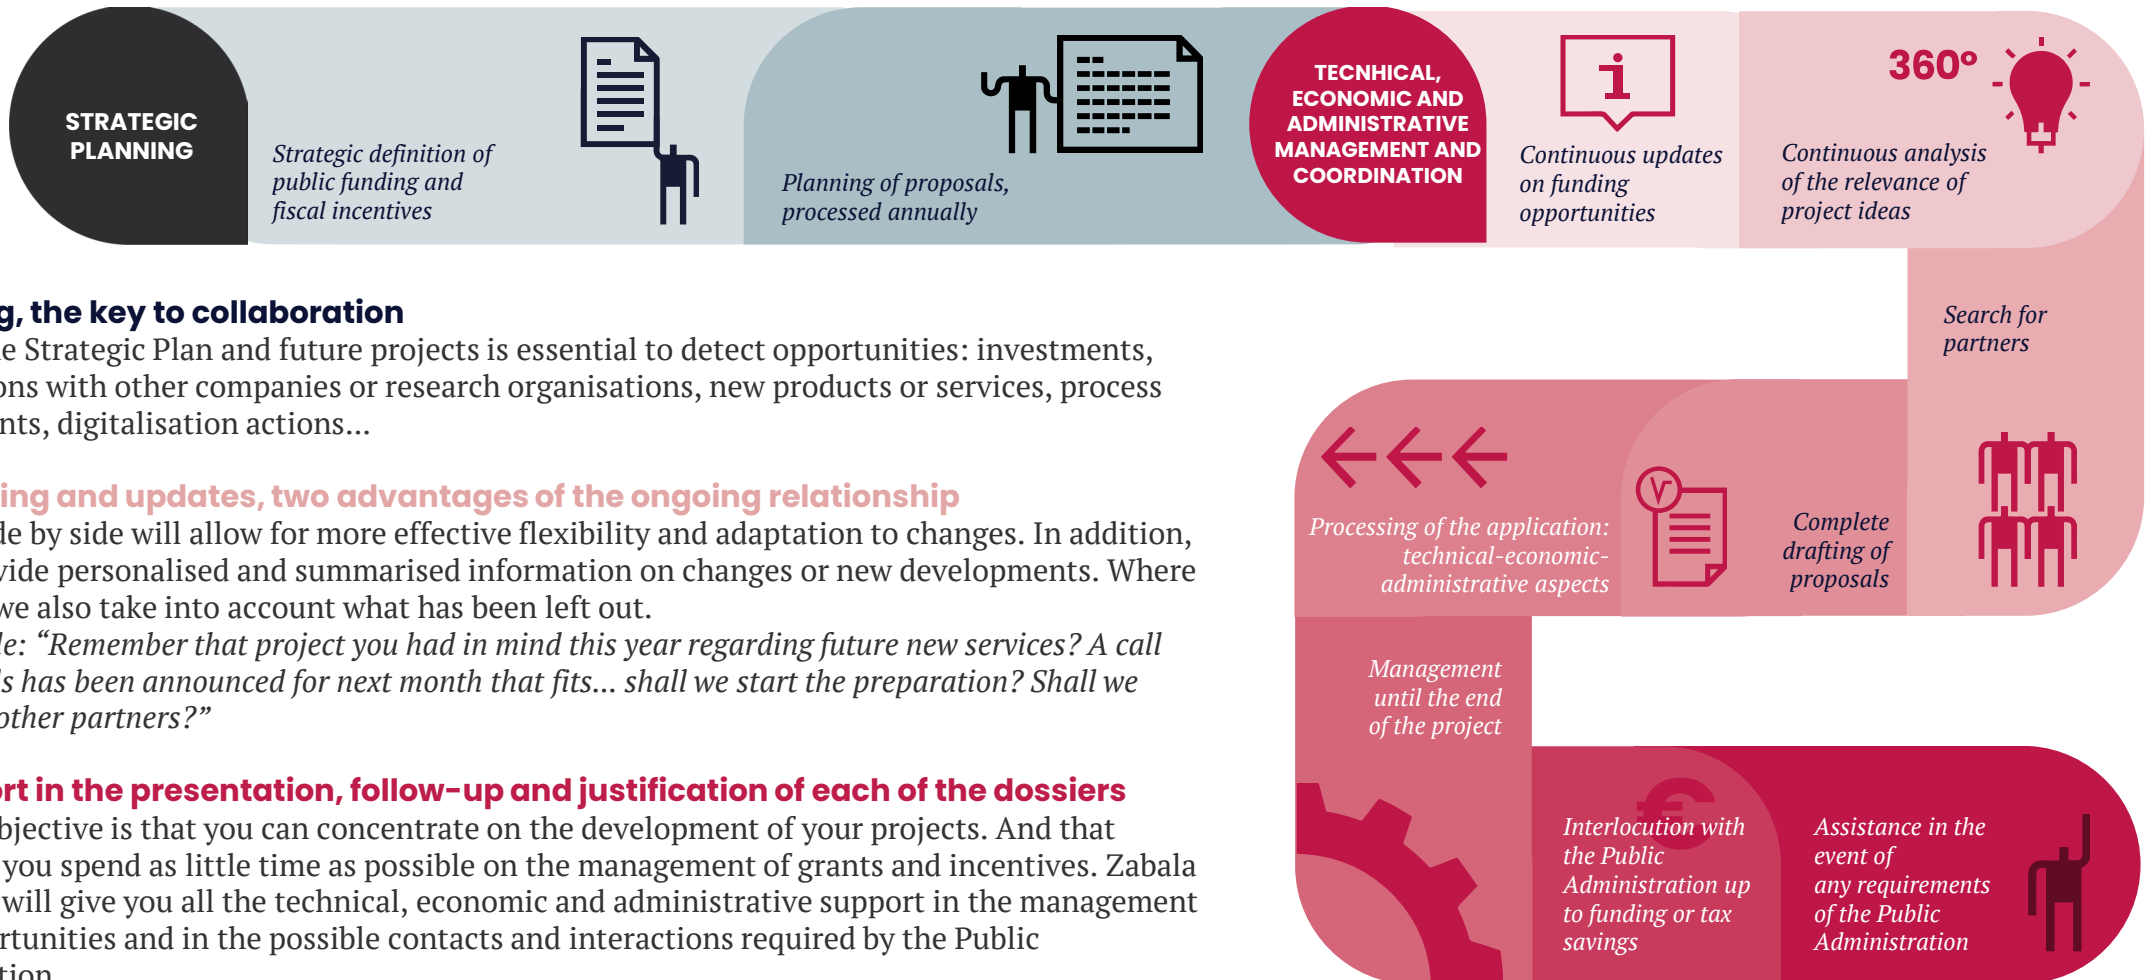 STRATEGIC
PLANNING
Strategic definition of
public funding and
fiscal incentives
Planning of proposals,
processed annually
TECNHICAL,
ECONOMIC AND
ADMINISTRATIVE
MANAGEMENT AND
COORDINATION
Continuous updates
on funding
opportunities
360º
Continuous analysis
of the relevance of
project ideas
Search for
partners
Complete
drafting of
proposals
Processing of the application:
technical-economic-
administrative aspects
Management
until the end
of the project
€
Interlocution with
the Public
Administration up
to funding or tax
savings
Assistance in the
event of
any requirements
of the Public
Administration
g, the key to collaboration
e Strategic Plan and future projects is essential to detect opportunities: investments,
ons with other companies or research organisations, new products or services, process
nts, digitalisation actions...
ing and updates, two advantages of the ongoing relationship
de by side will allow for more effective flexibility and adaptation to changes. In addition,
vide personalised and summarised information on changes or new developments. Where
we also take into account what has been left out.
le: “Remember that project you had in mind this year regarding future new services? A call
ls has been announced for next month that fits... shall we start the preparation? Shall we
other partners?”
ort in the presentation, follow-up and justification of each of the dossiers
bjective is that you can concentrate on the development of your projects. And that
you spend as little time as possible on the management of grants and incentives. Zabala
will give you all the technical, economic and administrative support in the management
rtunities and in the possible contacts and interactions required by the Public
tion.